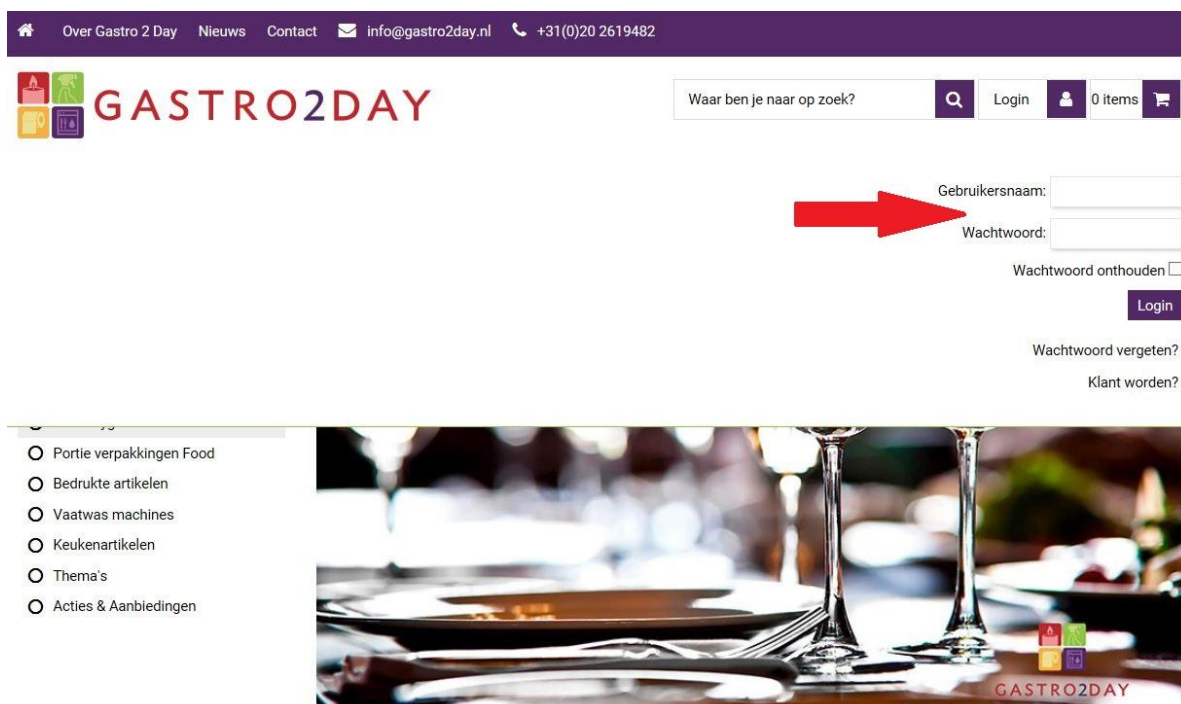 Over Gastro 2 Day Nieuws Contact info@gastro2day.nl +31(0)20 2619482
GASTRO2DAY
Waar ben je naar op zoek? Login 0 items
Gebruikersnaam:
Wachtwoord:
Wachtwoord onthouden
Login
Wachtwoord vergeten?
Klant worden?
Portie verpakkingen Food
Bedrukte artikelen
Vaatwas machines
Keukenartikelen
Thema's
Acties & Aanbiedingen
GASTRO2DAY